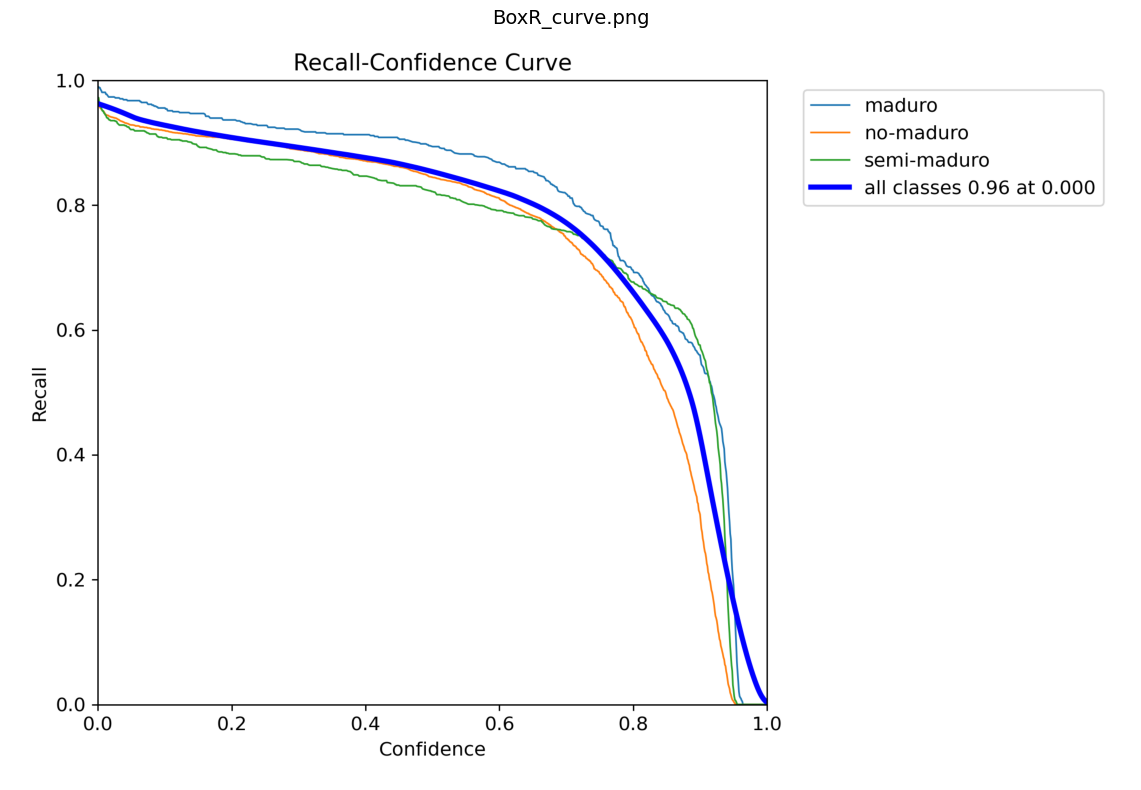 BoxR_curve.png
Recall-Confidence Curve
1.0
0.8
0.6
0.4
0.2
0.0
Recall
0.0 0.2 0.4 0.6 0.8 1.0
Confidence
maduro
no-maduro
semi-maduro
all classes 0.96 at 0.000